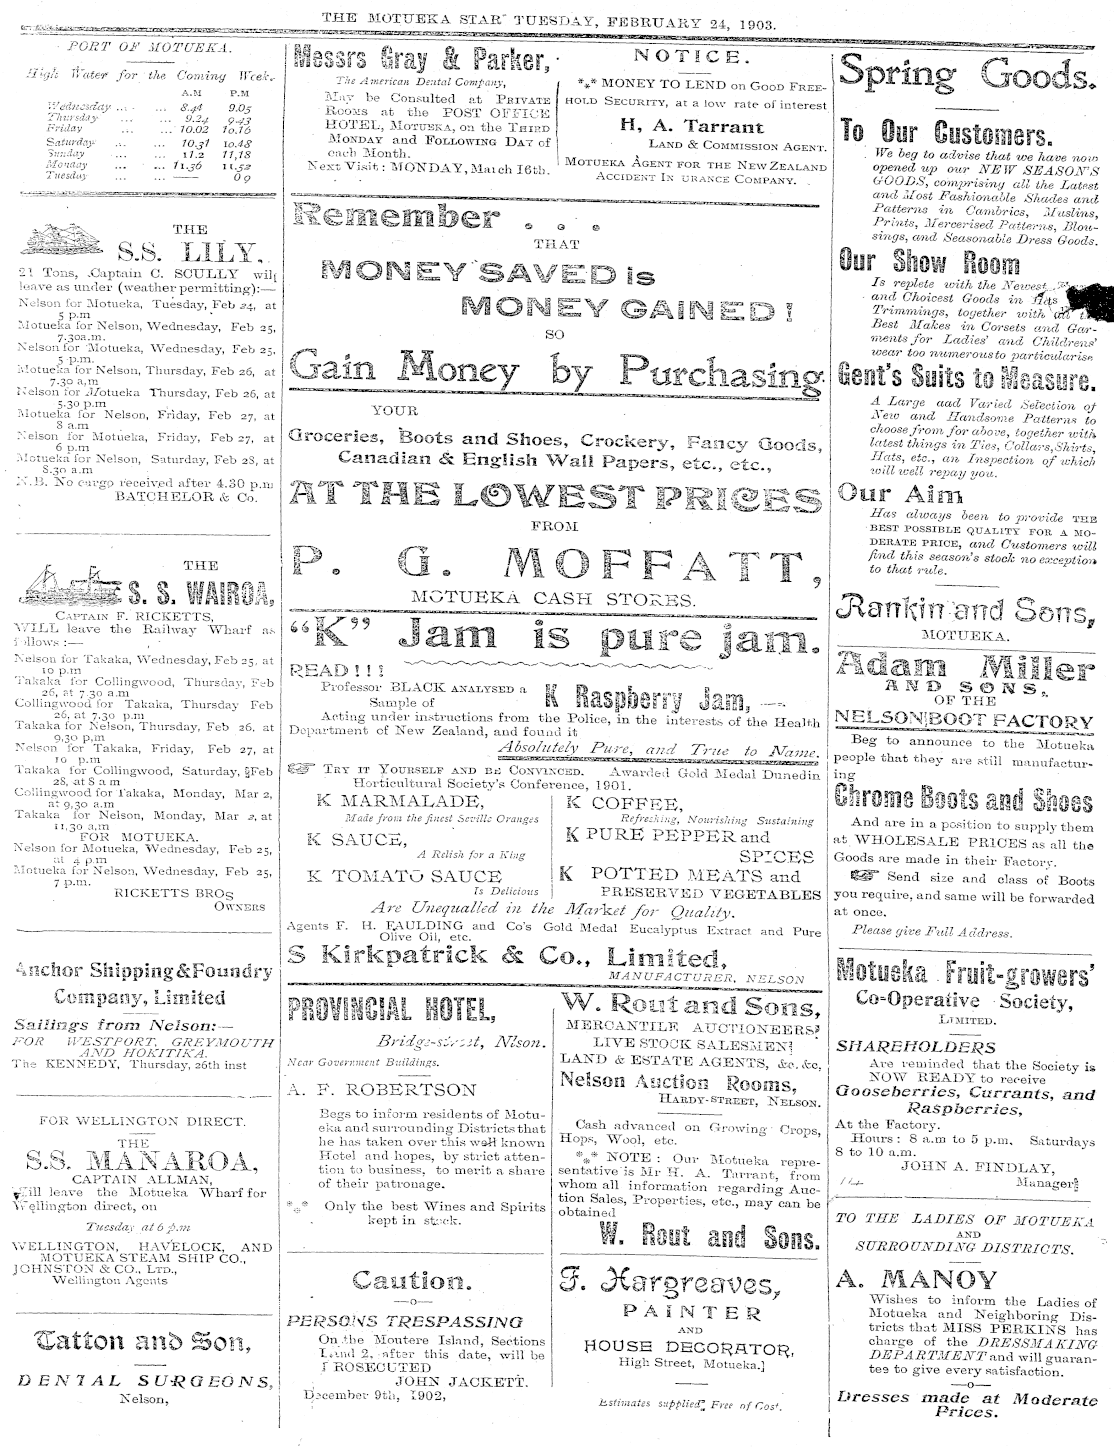 THE MOTUEKA STAR TUESDAY, FEBRUARY 24, 1903.
PORT OF MOTUEKA.
High Water for the Coming Week.
A.M P.M
Wednesday ... ... 8.44 9.05
Thursday ... ... 9.24 9.43
Friday ... ... 10.02 10.16
Saturday ... ... 10.31 10.48
Sunday ... ... 11.2 11,18
Monday ... ... 11.36 11.52
Tuesday ... ... —— 0 9
THE
S.S. LILY,
21 Tons, Captain C. SCULLY will
leave as under (weather permitting):—
Nelson for Motueka, Tuesday, Feb 24, at
5 p.m
Motueka for Nelson, Wednesday, Feb 25,
7.30a.m.
Nelson for Motueka, Wednesday, Feb 25,
5 p.m.
Motueka for Nelson, Thursday, Feb 26, at
7.30 a,m
Nelson for Motueka Thursday, Feb 26, at
5.30 p.m
Motueka for Nelson, Friday, Feb 27, at
8 a.m
Nelson for Motueka, Friday, Feb 27, at
6 p.m
Motueka for Nelson, Saturday, Feb 28, at
8.30 a.m
N.B. No cargo received after 4.30 p.m
BATCHELOR & Co.
THE
S. S. WAIROA,
CAPTAIN F. RICKETTS,
WILL leave the Railway Wharf as
follows :—
Nelson for Takaka, Wednesday, Feb 25, at
10 p.m
Takaka for Collingwood, Thursday, Feb
26, at 7.30 a.m
Collingwood for Takaka, Thursday Feb
26, at 7.30 p.m
Takaka for Nelson, Thursday Feb 26, at
9,30 p.m
Nelson for Takaka, Friday, Feb 27, at
10 p.m
Takaka for Collingwood, Saturday, Feb
28, at 8 a m
Collingwood for Takaka, Monday, Mar 2,
at 9,30 a.m
Takaka for Nelson, Monday, Mar 2, at
11,30 a.m
FOR MOTUEKA.
Nelson for Motueka, Wednesday, Feb 25,
at 4 p.m
Motueka for Nelson, Wednesday, Feb 25,
7 p.m.
RICKETTS BROS
OWNERS
Anchor Shipping & Foundry
Company, Limited
Sailings from Nelson:—
FOR WESTPORT, GREYMOUTH
AND HOKITIKA.
The KENNEDY, Thursday, 26th inst
FOR WELLINGTON DIRECT.
THE
S.S. MANAROA,
CAPTAIN ALLMAN,
Will leave the Motueka Wharf for
Wellington direct, on
Tuesday at 6 p.m
WELLINGTON, HAVELOCK, AND
MOTUEKA STEAM SHIP CO.,
JOHNSTON & CO., LTD.,
Wellington Agents
Tatton and Son,
DENTAL SURGEONS,
Nelson,
Messrs Gray & Parker,
The American Dental Company,
May be Consulted at PRIVATE
ROOMS at the POST OFFICE
HOTEL, MOTUEKA, on the THIRD
MONDAY and FOLLOWING DAY of
each Month.
Next Visit : MONDAY, March 16th.
NOTICE.
*** MONEY TO LEND on GOOD FREE-
HOLD SECURITY, at a low rate of interest
H, A. Tarrant
LAND & COMMISSION AGENT.
MOTUEKA AGENT FOR THE NEW ZEALAND
ACCIDENT IN URANCE COMPANY.
Remember . . .
THAT
MONEY SAVED is
MONEY GAINED!
SO
Gain Money by Purchasing
YOUR
Groceries, Boots and Shoes, Crockery, Fancy Goods,
Canadian & English Wall Papers, etc., etc.,
AT THE LOWEST PRICES
FROM
P. G. MOFFATT,
MOTUEKA CASH STORES.
“K” Jam is pure jam.
READ!!!
Professor BLACK ANALYSED a
Sample of K Raspberry Jam, —
Acting under instructions from the Police, in the interests of the Health
Department of New Zealand, and found it
Absolutely Pure, and True to Name.
TRY IT YOURSELF AND BE CONVINCED. Awarded Gold Medal Dunedin
Horticultural Society's Conference, 1901.
K MARMALADE,
Made from the finest Seville Oranges
K SAUCE,
A Relish for a King
K TOMATO SAUCE
Is Delicious
K COFFEE,
Refreshing, Nourishing Sustaining
K PURE PEPPER and
SPICES
K POTTED MEATS and
PRESERVED VEGETABLES
Are Unequalled in the Market for Quality.
Agents F. H. FAULDING and Co's Gold Medal Eucalyptus Extract and Pure
Olive Oil, etc.
S Kirkpatrick & Co., Limited,
MANUFACTURER, NELSON
PROVINCIAL HOTEL,
Bridge-street, Nlson.
Near Government Buildings.
A. F. ROBERTSON
Begs to inform residents of Motu-
eka and surrounding Districts that
he has taken over this well known
Hotel and hopes, by strict atten-
tion to business, to merit a share
of their patronage.
*** Only the best Wines and Spirits
kept in stock.
Caution.
—o—
PERSONS TRESPASSING
On the Moutere Island, Sections
1 and 2, after this date, will be
PROSECUTED
JOHN JACKETT.
December 9th, 1902,
W. Rout and Sons,
MERCANTILE AUCTIONEERS
LIVE STOCK SALESMEN
LAND & ESTATE AGENTS, &c. &c,
Nelson Auction Rooms,
HARDY-STREET, NELSON.
Cash advanced on Growing Crops,
Hops, Wool, etc.
*** NOTE : Our Motueka repre-
sentative is Mr H. A. Tarrant, from
whom all information regarding Auc-
tion Sales, Properties, etc., may can be
obtained
W. Rout and Sons.
F. Hargreaves,
PAINTER
AND
HOUSE DECORATOR,
High Street, Motueka.]
Estimates supplied Free of Cost.
Spring Goods.
To Our Customers.
We beg to advise that we have now
opened up our NEW SEASON'S
GOODS, comprising all the Latest
and Most Fashionable Shades and
Patterns in Cambrics, Muslins,
Prints, Mercerised Patterns, Blou-
sings, and Seasonable Dress Goods.
Our Show Room
Is replete with the Newest
and Choicest Goods in Has
Trimmings, together with all the
Best Makes in Corsets and Gar-
ments for Ladies' and Childrens'
wear too numerous to particularise
Gent's Suits to Measure.
A Large aad Varied Selection of
New and Handsome Patterns to
choose from for above, together with
latest things in Ties, Collars, Shirts,
Hats, etc., an Inspection of which
will well repay you.
Our Aim
Has always been to provide THE
BEST POSSIBLE QUALITY FOR A MO-
DERATE PRICE, and Customers will
find this season's stock no exception
to that rule.
Rankin and Sons,
MOTUEKA.
Adam Miller
AND SONS,
OF THE
NELSON BOOT FACTORY
Beg to announce to the Motueka
people that they are still manufactur-
ing
Chrome Boots and Shoes
And are in a position to supply them
at WHOLESALE PRICES as all the
Goods are made in their Factory.
Send size and class of Boots
you require, and same will be forwarded
at once.
Please give Full Address.
Motueka Fruit-growers'
Co-Operative Society,
LIMITED.
SHAREHOLDERS
Are reminded that the Society is
NOW READY to receive
Gooseberries, Currants, and
Raspberries,
At the Factory.
Hours : 8 a.m to 5 p.m, Saturdays
8 to 10 a.m.
JOHN A. FINDLAY,
14 Manager
TO THE LADIES OF MOTUEKA
AND
SURROUNDING DISTRICTS.
A. MANOY
Wishes to inform the Ladies of
Motueka and Neighboring Dis-
tricts that MISS PERKINS has
charge of the DRESSMAKING
DEPARTMENT and will guaran-
tee to give every satisfaction.
—o—
Dresses made at Moderate
Prices.